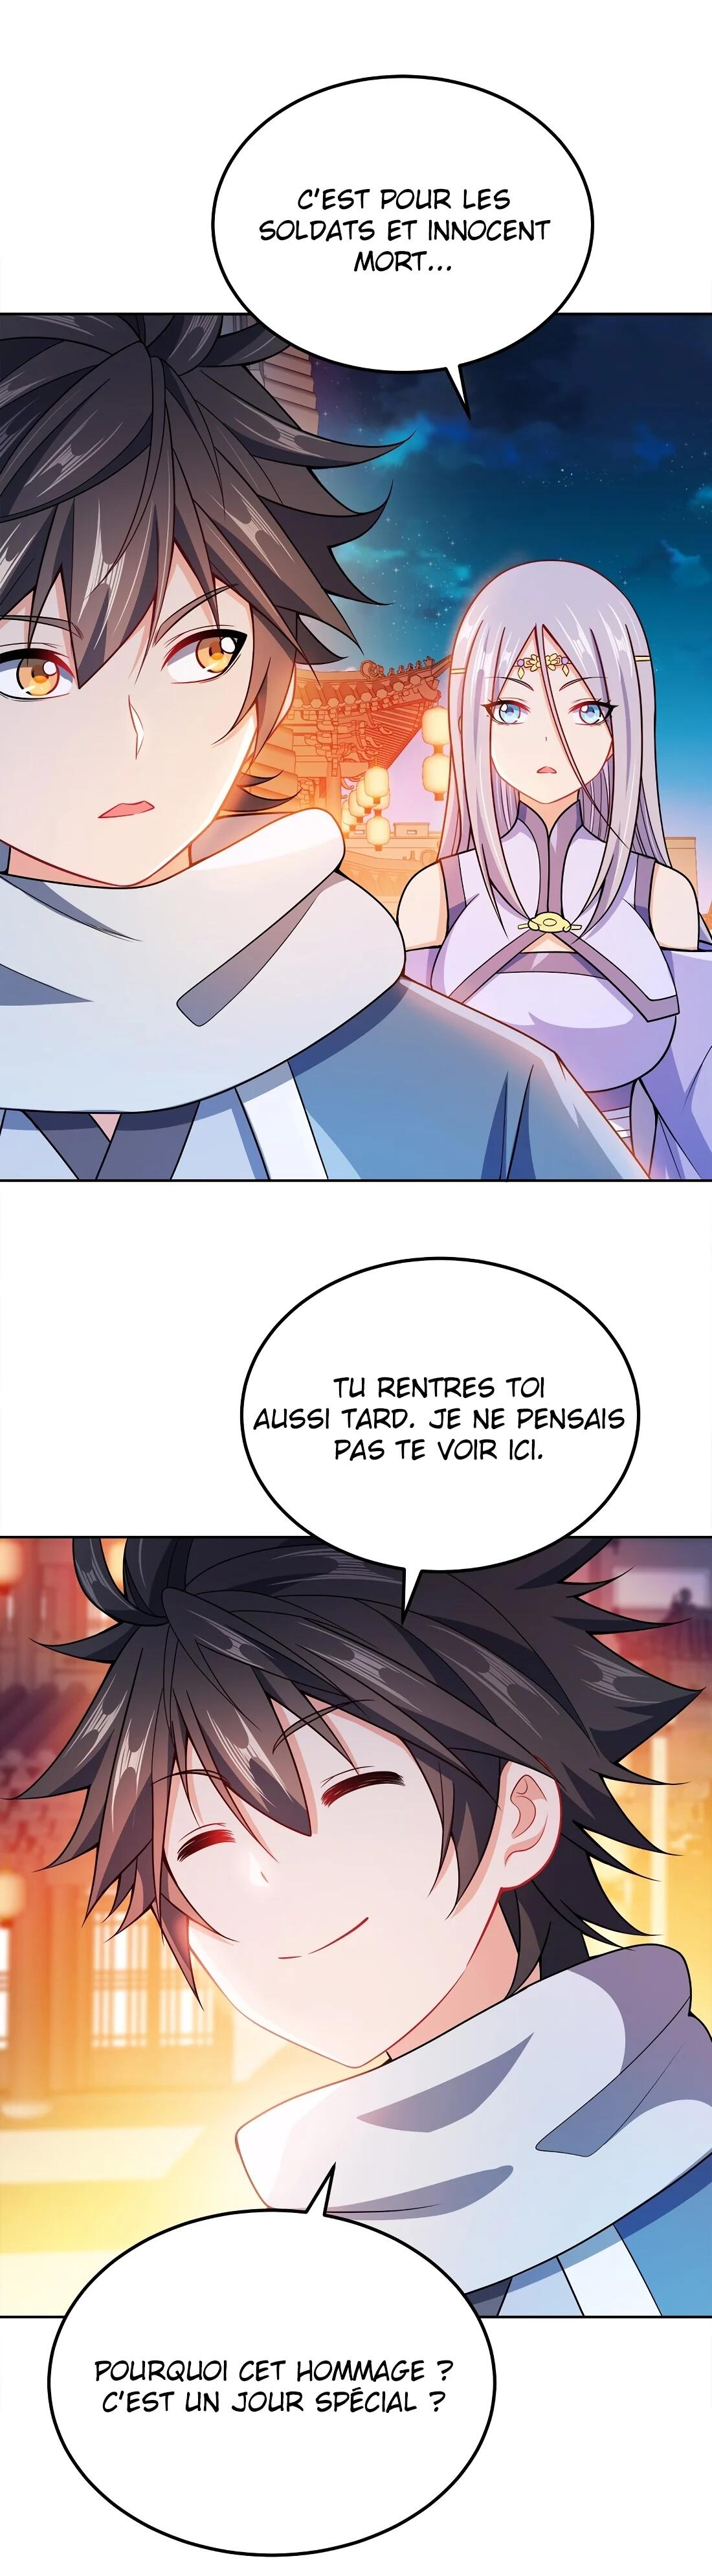 C'EST POUR LES
SOLDATS ET INNOCENT
MORT...
TU RENTRES TOI
AUSSI TARD. JE NE PENSAIS
PAS TE VOIR ICI.
POURQUOI CET HOMMAGE ?
C'EST UN JOUR SPÉCIAL ?